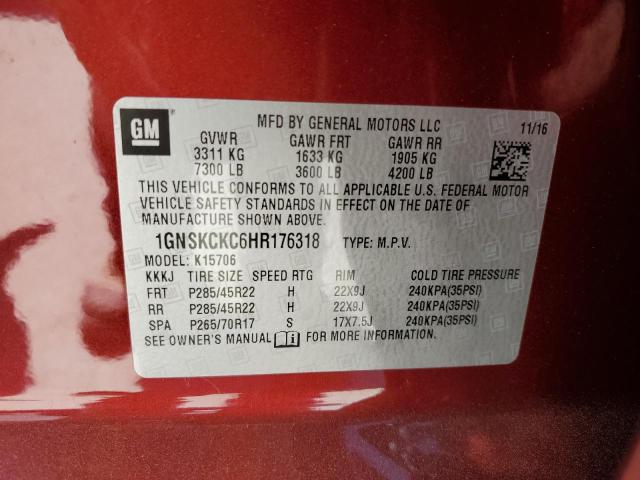 GM
MFD BY GENERAL MOTORS LLC 11/16
GVWR GAWR FRT GAWR RR
3311 KG 1633 KG 1905 KG
7300 LB 3600 LB 4200 LB
THIS VEHICLE CONFORMS TO ALL APPLICABLE U.S. FEDERAL MOTOR
VEHICLE SAFETY STANDARDS IN EFFECT ON THE DATE OF
MANUFACTURE SHOWN ABOVE.
1GNSKCKC6HR176318 TYPE: M.P.V.
MODEL: K15706
KKKJ TIRE SIZE SPEED RTG RIM COLD TIRE PRESSURE
FRT P285/45R22 H 22X9J 240KPA(35PSI)
RR P285/45R22 H 22X9J 240KPA(35PSI)
SPA P265/70R17 S 17X7.5J 240KPA(35PSI)
SEE OWNER'S MANUAL FOR MORE INFORMATION.